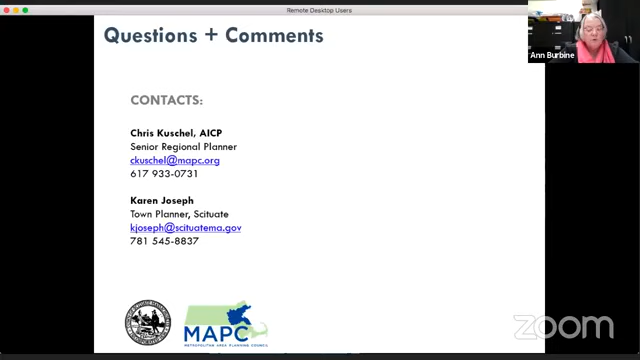 Remote Desktop Users
Questions + Comments
Ann Burbine
CONTACTS:
Chris Kuschel, AICP
Senior Regional Planner
ckuschel@mapc.org
617 933-0731
Karen Joseph
Town Planner, Scituate
kjoseph@scituatema.gov
781 545-8837
MAPC
METROPOLITAN AREA PLANNING COUNCIL
zoom